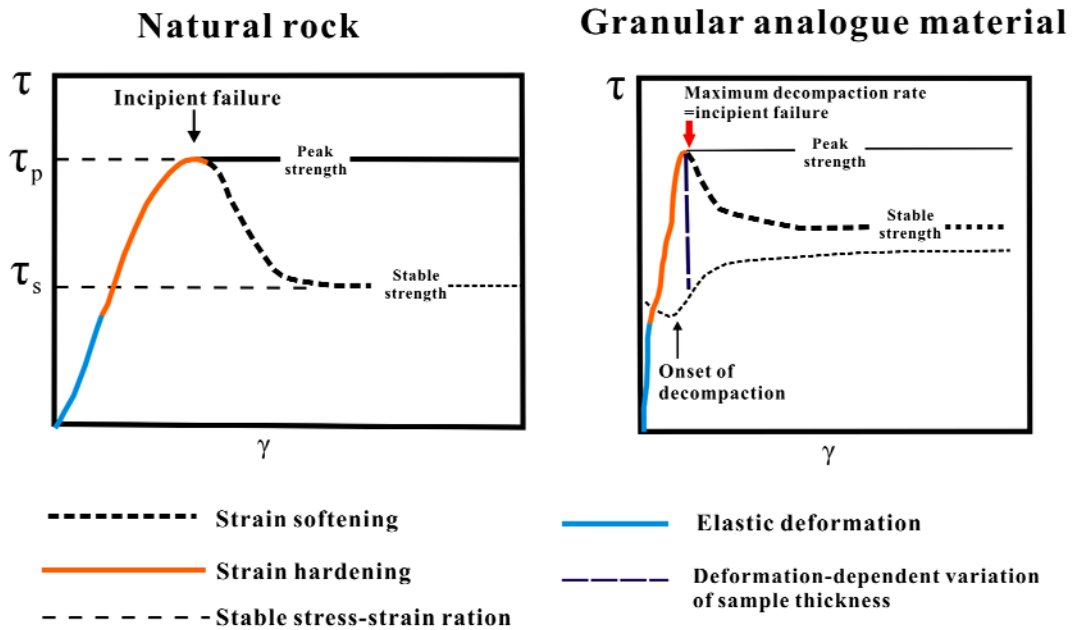 Natural rock
Granular analogue material
τ
Incipient failure
τp
Peak
strength
τs
Stable
strength
γ
τ
Maximum decompaction rate
=incipient failure
Peak
strength
Stable
strength
Onset of
decompaction
γ
Strain softening
Strain hardening
Stable stress-strain ration
Elastic deformation
Deformation-dependent variation
of sample thickness